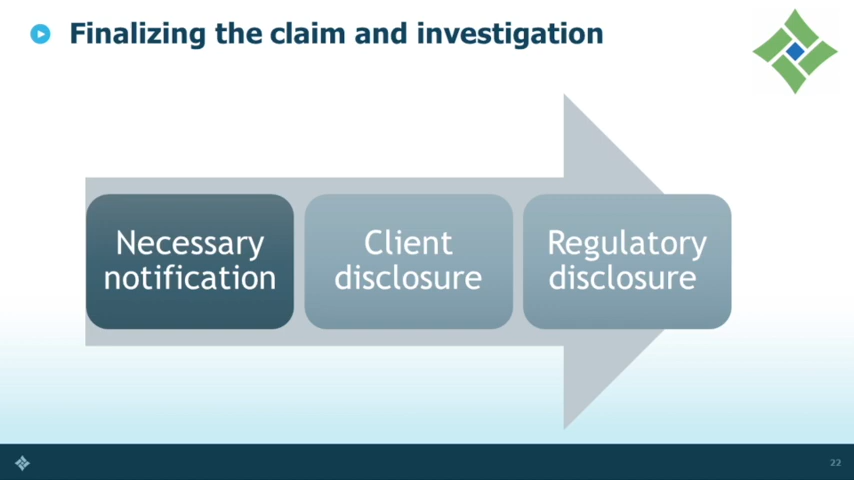 Finalizing the claim and investigation
Necessary
notification
Client
disclosure
Regulatory
disclosure
22